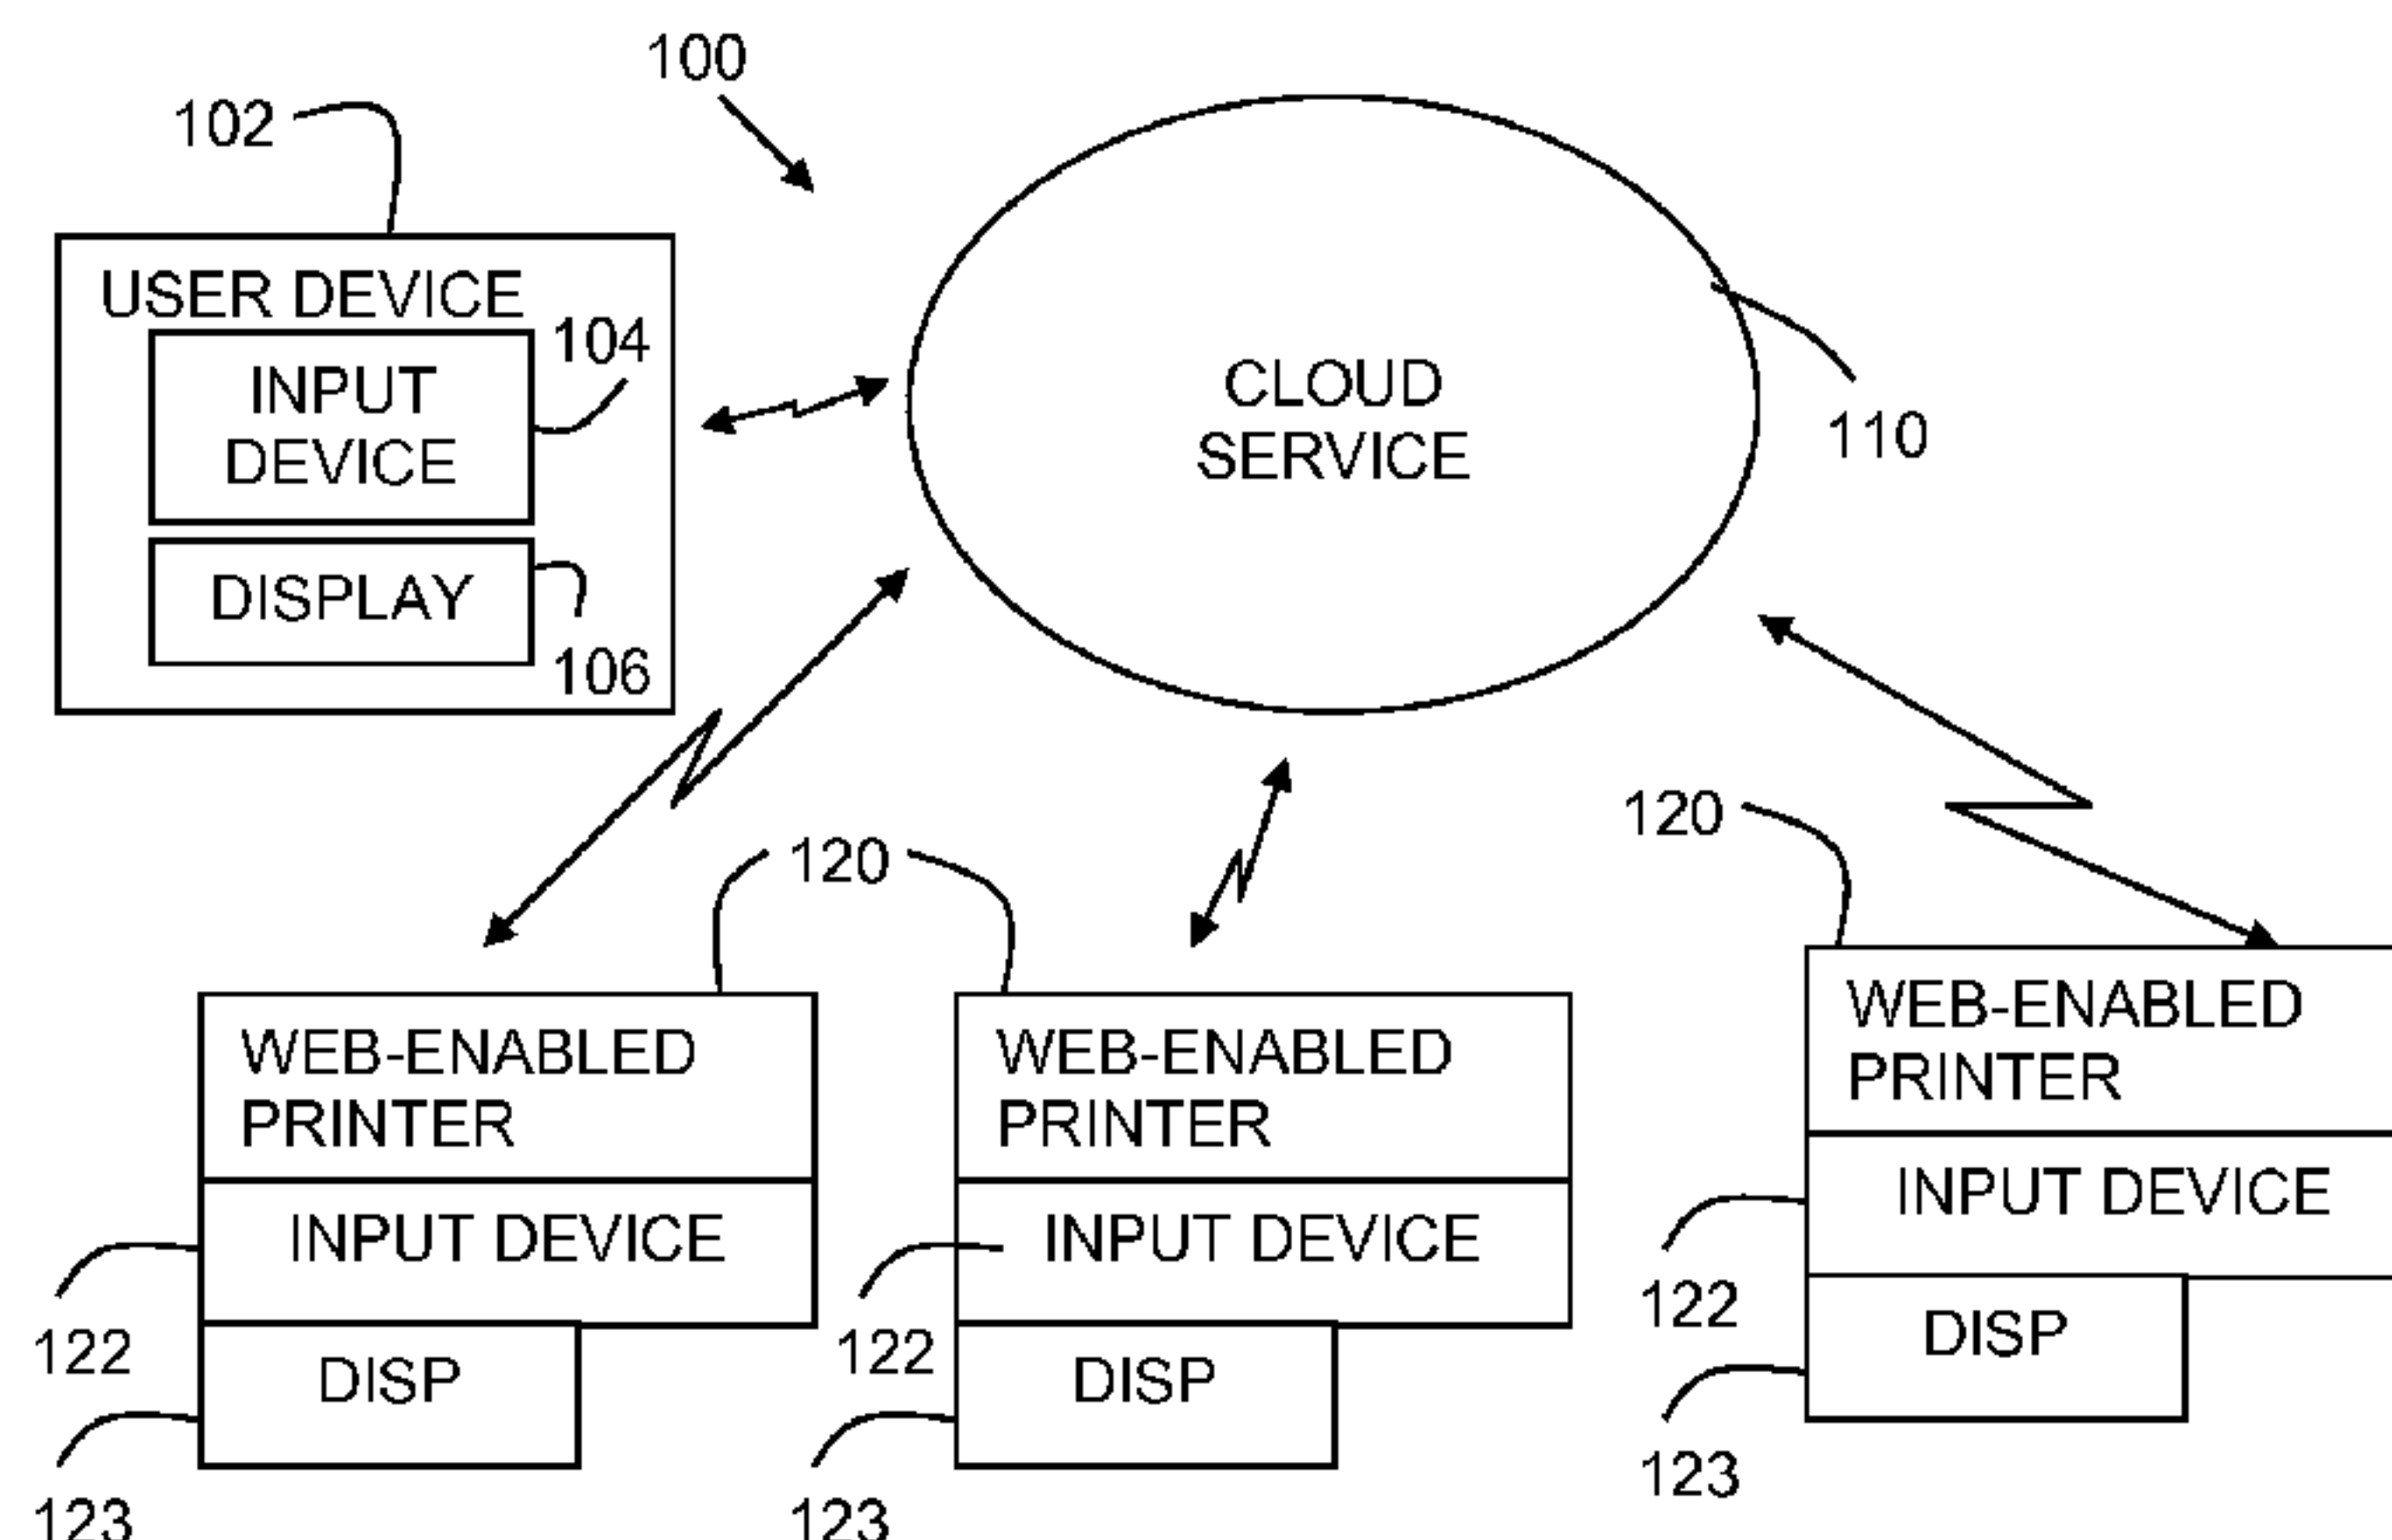 100
102
USER DEVICE
104
INPUT
DEVICE
DISPLAY
106
CLOUD
SERVICE
110
120
120
WEB-ENABLED
PRINTER
INPUT DEVICE
122
DISP
123
WEB-ENABLED
PRINTER
INPUT DEVICE
122
DISP
123
WEB-ENABLED
PRINTER
INPUT DEVICE
122
DISP
123